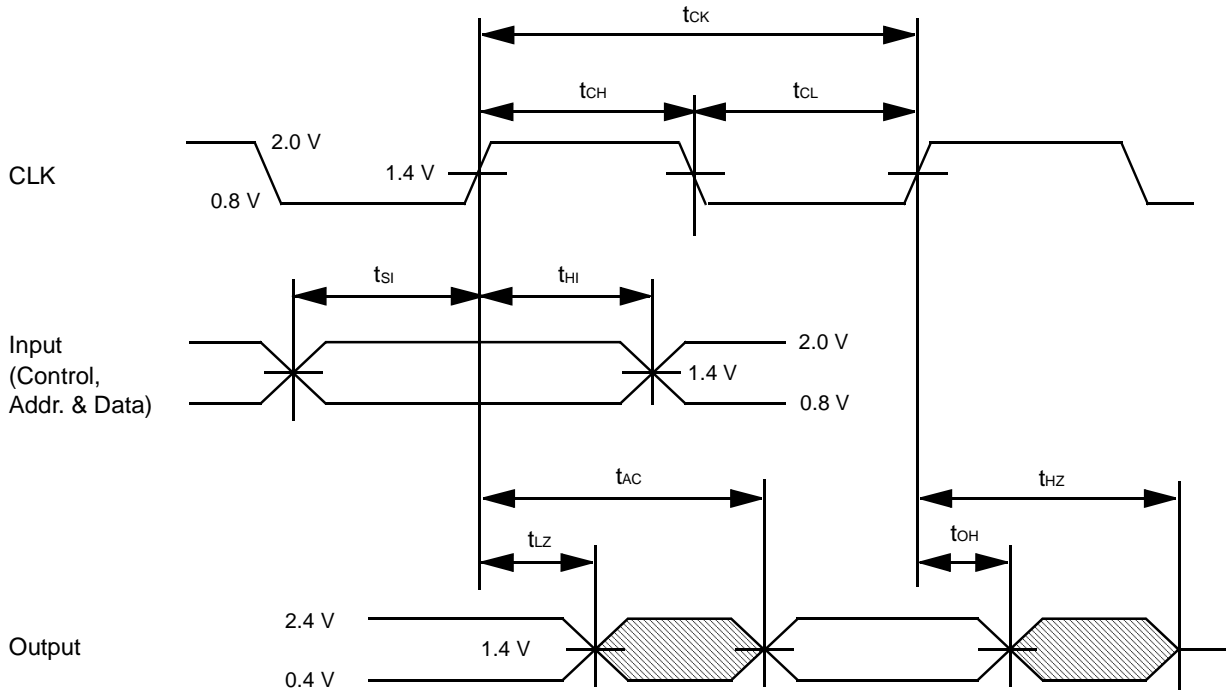 tCK
tCH
tCL
2.0 V
CLK
1.4 V
0.8 V
tSI
tHI
Input
(Control,
Addr. & Data)
2.0 V
1.4 V
0.8 V
tAC
tHZ
tLZ
tOH
2.4 V
Output
1.4 V
0.4 V